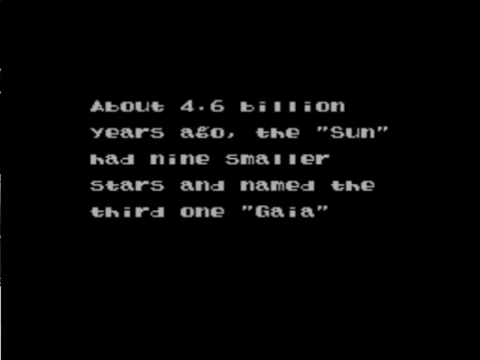 About 4.6 billion
years ago, the "Sun"
had nine smaller
stars and named the
third one "Gaia"